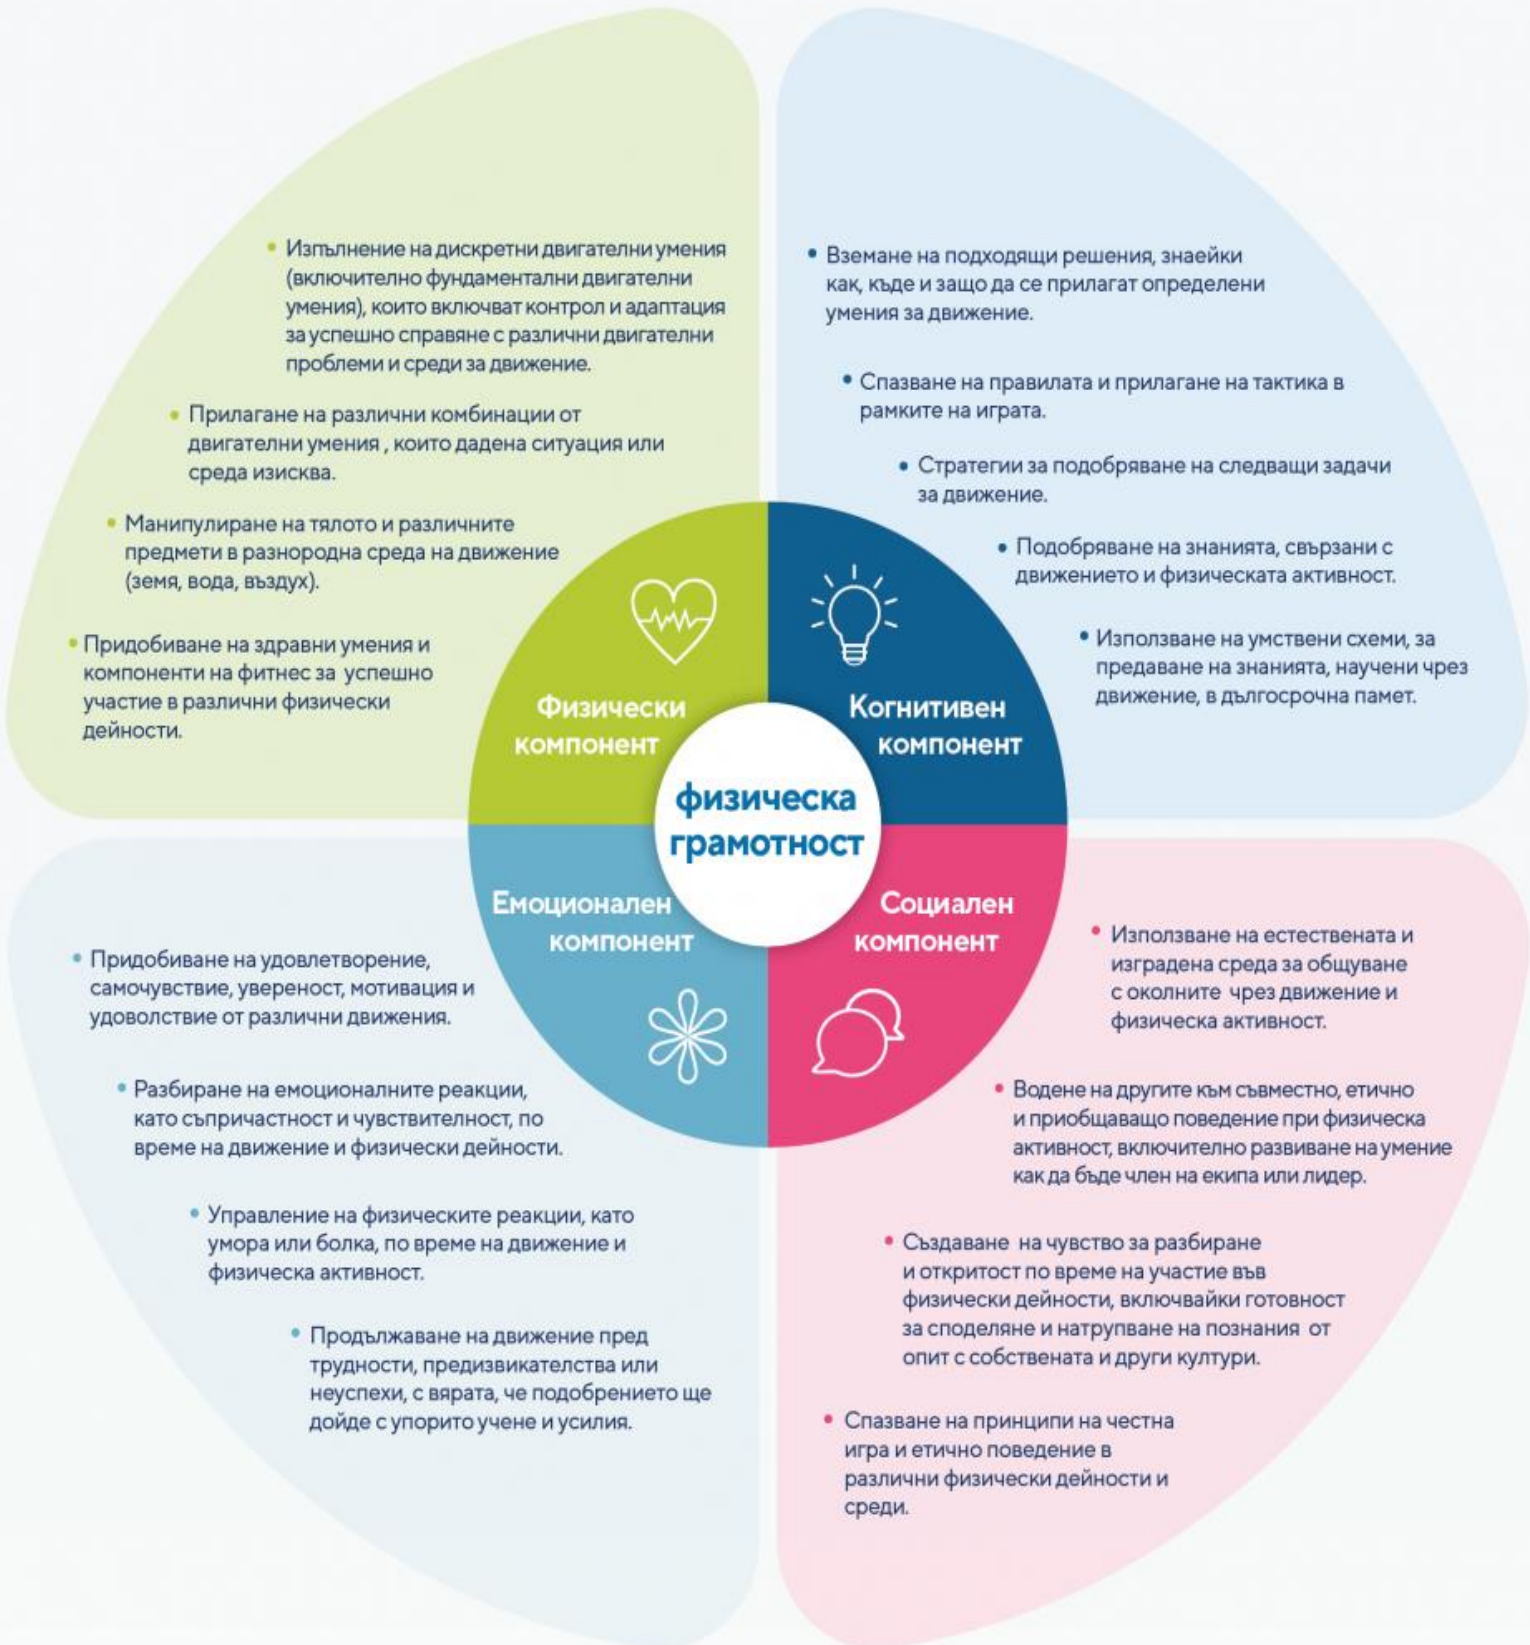 Изпълнение на дискретни двигателни умения
(включително фундаментални двигателни
умения), които включват контрол и адаптация
за успешно справяне с различни двигателни
проблеми и среди за движение.
Прилагане на различни комбинации от
двигателни умения , които дадена ситуация или
среда изисква.
Манипулиране на тялото и различните
предмети в разнородна среда на движение
(земя, вода, въздух).
Придобиване на здравни умения и
компоненти на фитнес за успешно
участие в различни физически
дейности.
Вземане на подходящи решения, знаейки
как, къде и защо да се прилагат определени
умения за движение.
Спазване на правилата и прилагане на тактика в
рамките на играта.
Стратегии за подобряване на следващи задачи
за движение.
Подобряване на знанията, свързани с
движението и физическата активност.
Използване на умствени схеми, за
предаване на знанията, научени чрез
движение, в дългосрочна памет.
Физически
компонент
Когнитивен
компонент
физическа
грамотност
Емоционален
компонент
Социален
компонент
Придобиване на удовлетворение,
самочувствие, увереност, мотивация и
удоволствие от различни движения.
Разбиране на емоционалните реакции,
като съпричастност и чувствителност, по
време на движение и физически дейности.
Управление на физическите реакции, като
умора или болка, по време на движение и
физическа активност.
Продължаване на движение пред
трудности, предизвикателства или
неуспехи, с вярата, че подобрението ще
дойде с упорито учене и усилия.
Използване на естествената и
изградена среда за общуване
с околните чрез движение и
физическа активност.
Водене на другите към съвместно, етично
и приобщаващо поведение при физическа
активност, включително развиване на умение
как да бъде член на екипа или лидер.
Създаване на чувство за разбиране
и откритост по време на участие във
физически дейности, включвайки готовност
за споделяне и натрупване на познания от
опит с собствената и други култури.
Спазване на принципи на честна
игра и етично поведение в
различни физически дейности и
среди.